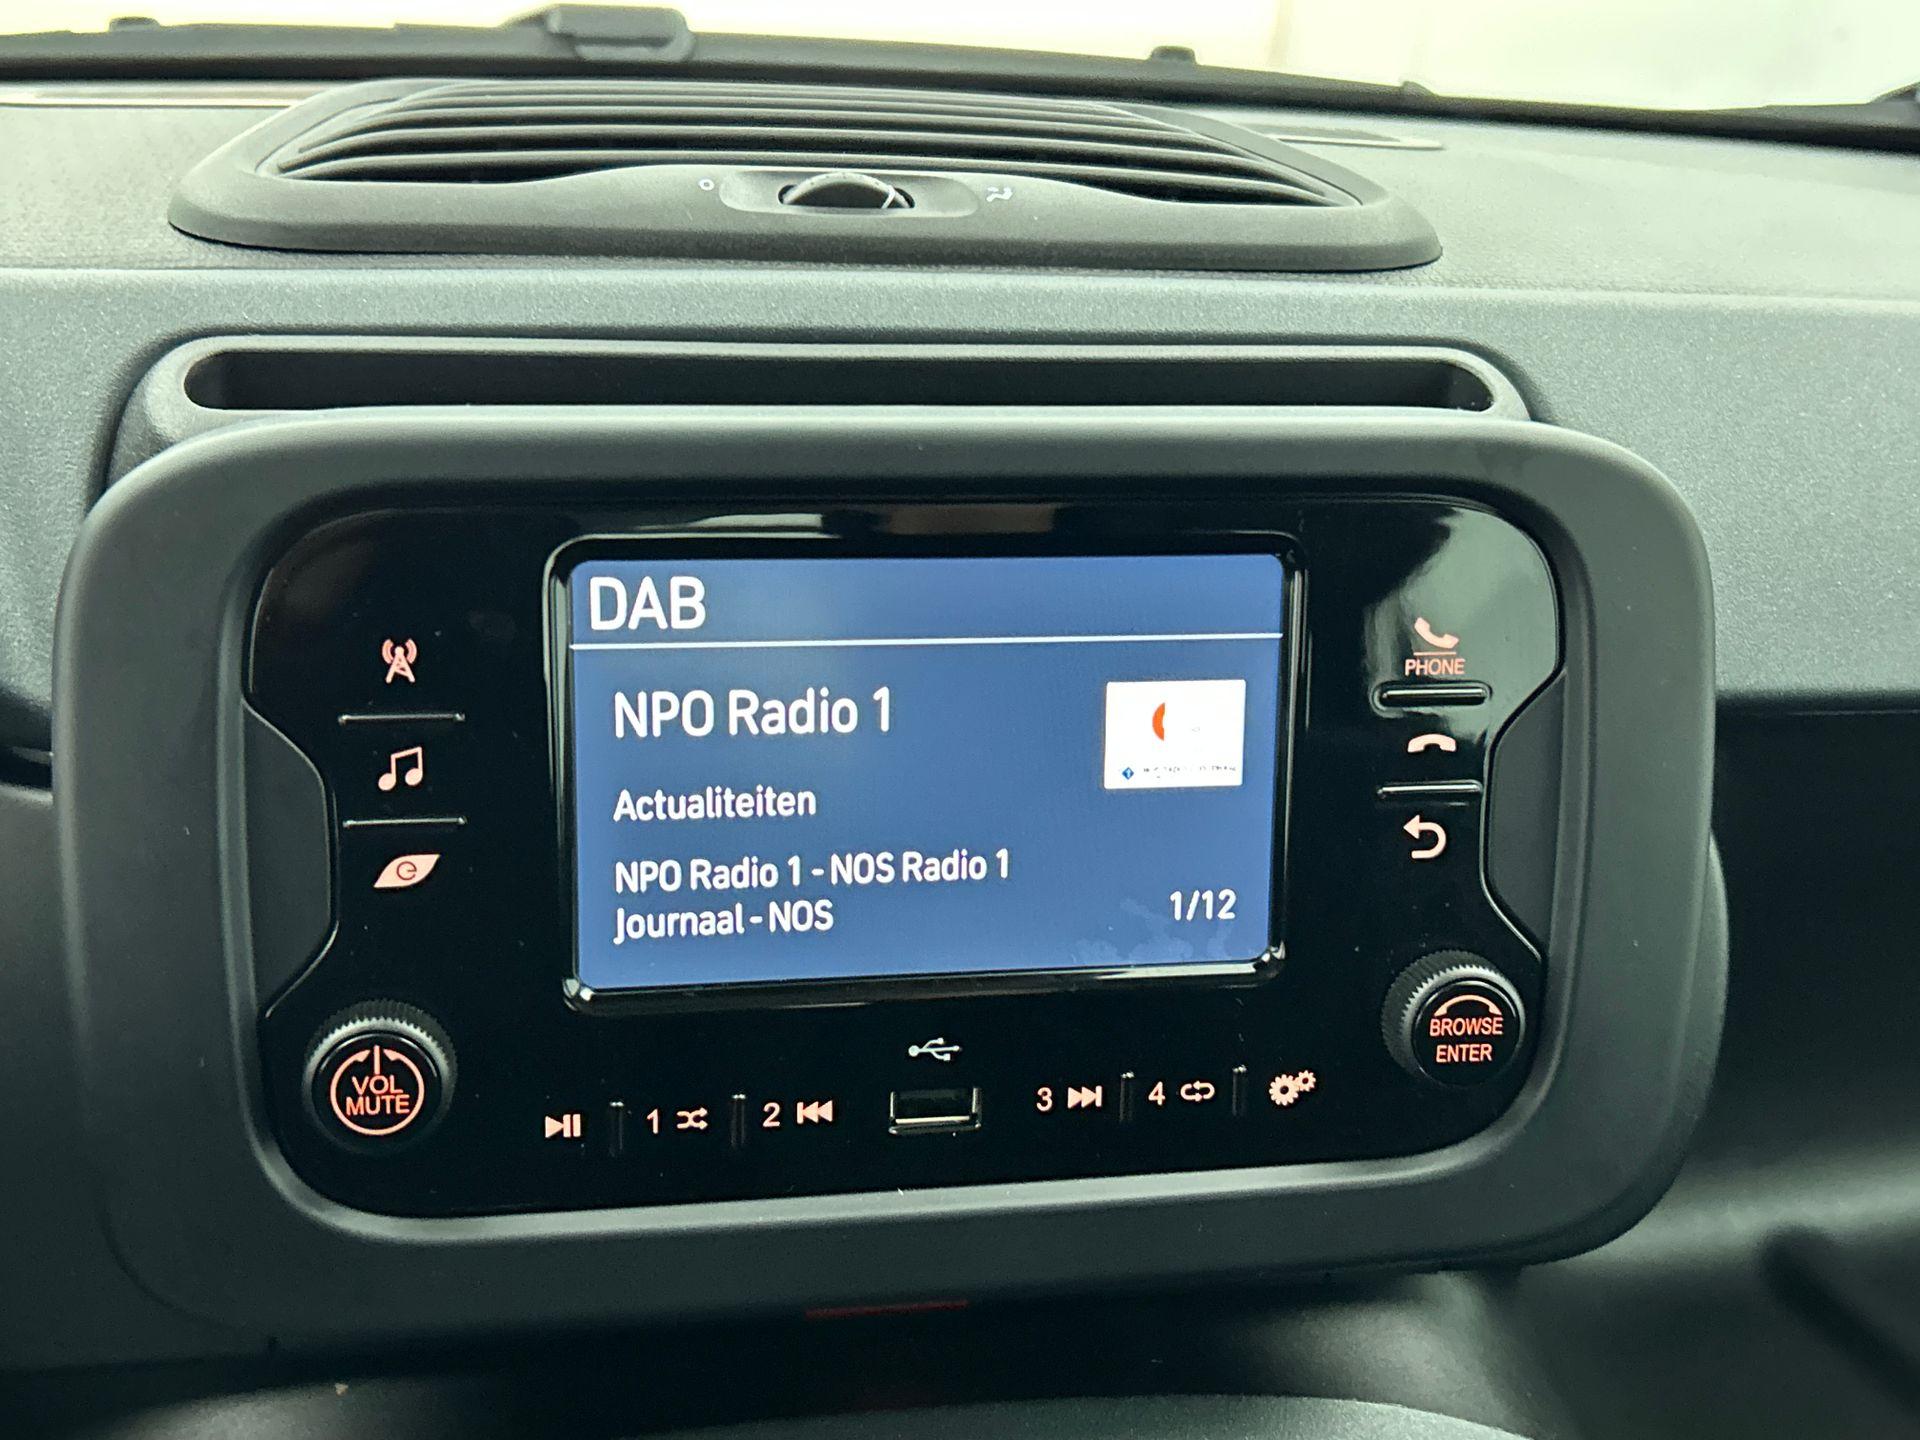 DAB
NPO Radio 1
Actualiteiten
NPO Radio 1 - NOS Radio 1
Journaal - NOS
1/12
PHONE
VOL
MUTE
BROWSE
ENTER
1
2
3
4